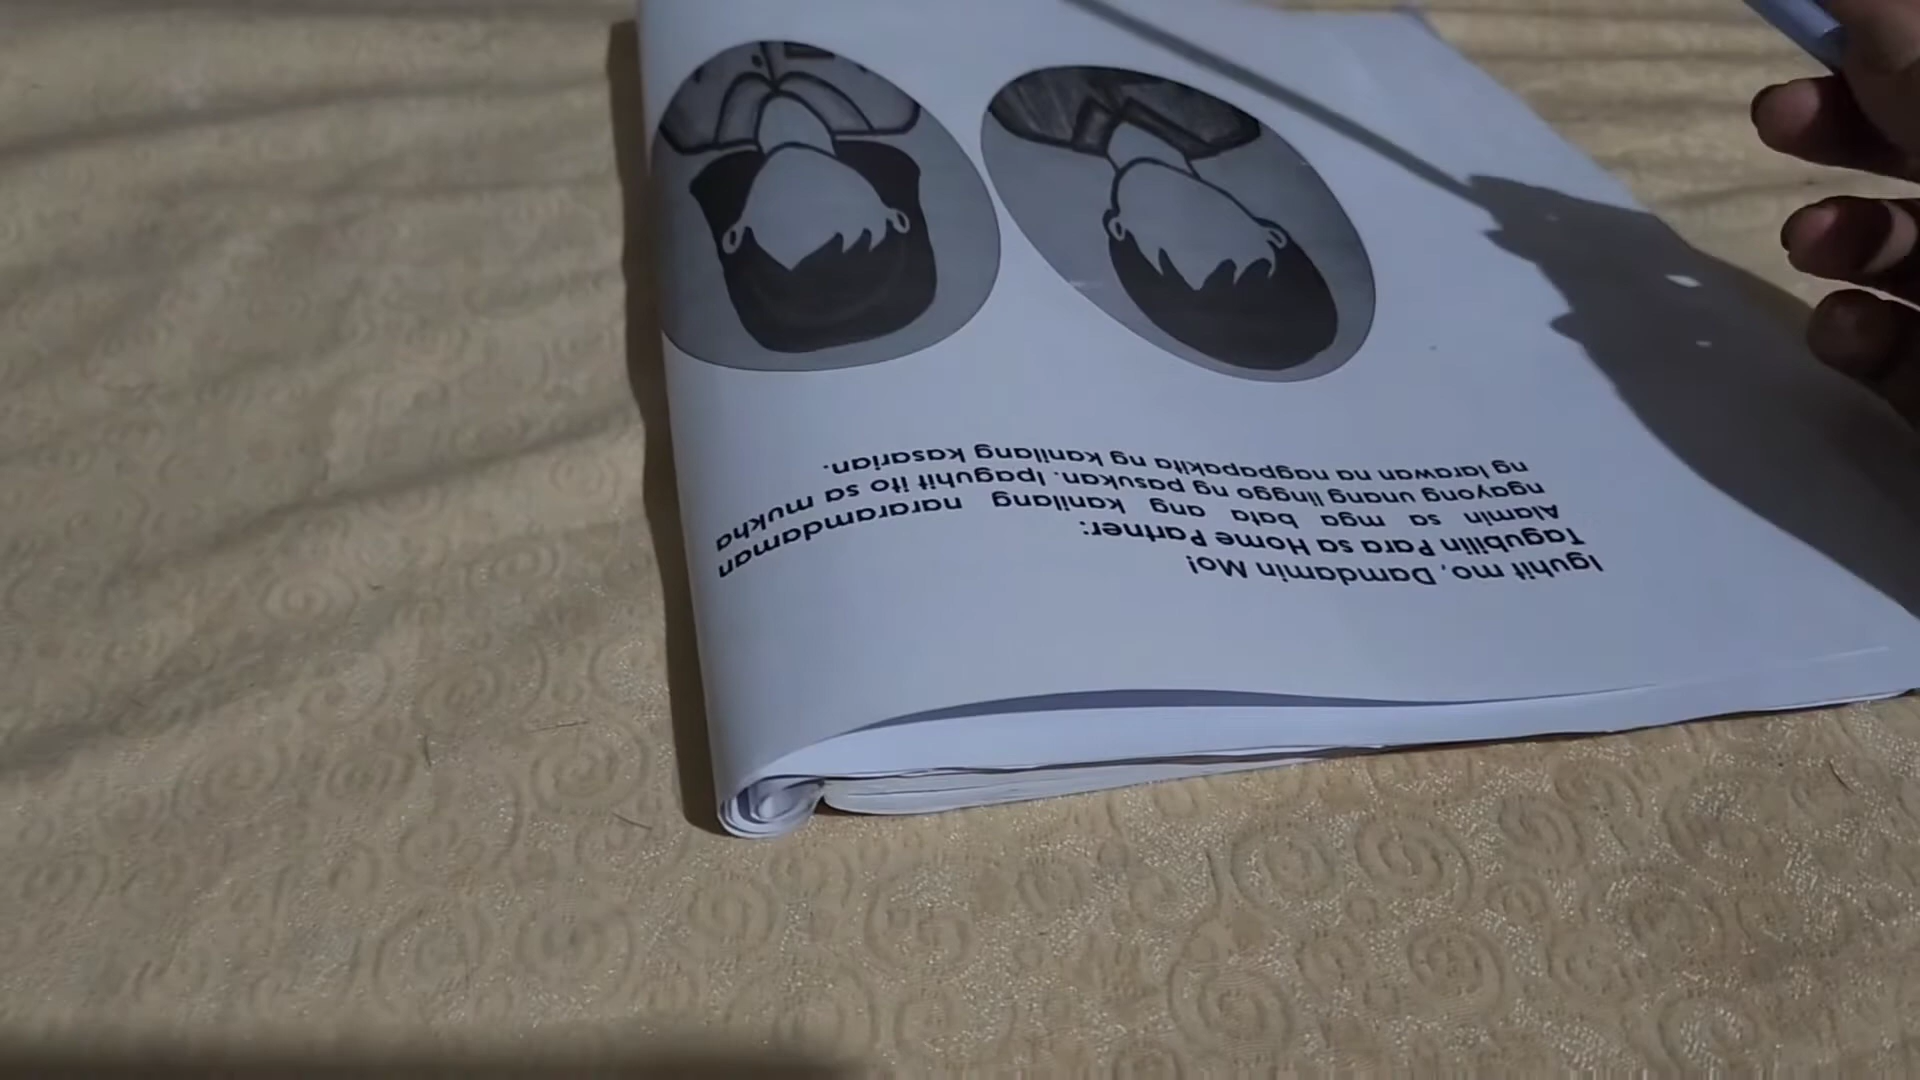 Iguhit mo, Damdamin Mo!
Tagubilin Para sa Home Partner:
Alamin sa mga bata ang kanilang nararamdaman
ngayong unang linggo ng pasukan. Ipaguhit ito sa mukha
ng larawan na nagpapakita ng kanilang kasarian.